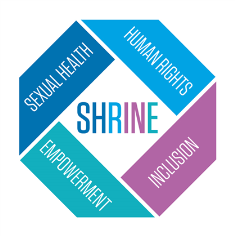 SEXUAL HEALTH
HUMAN RIGHTS
SHRINE
EMPOWERMENT
INCLUSION